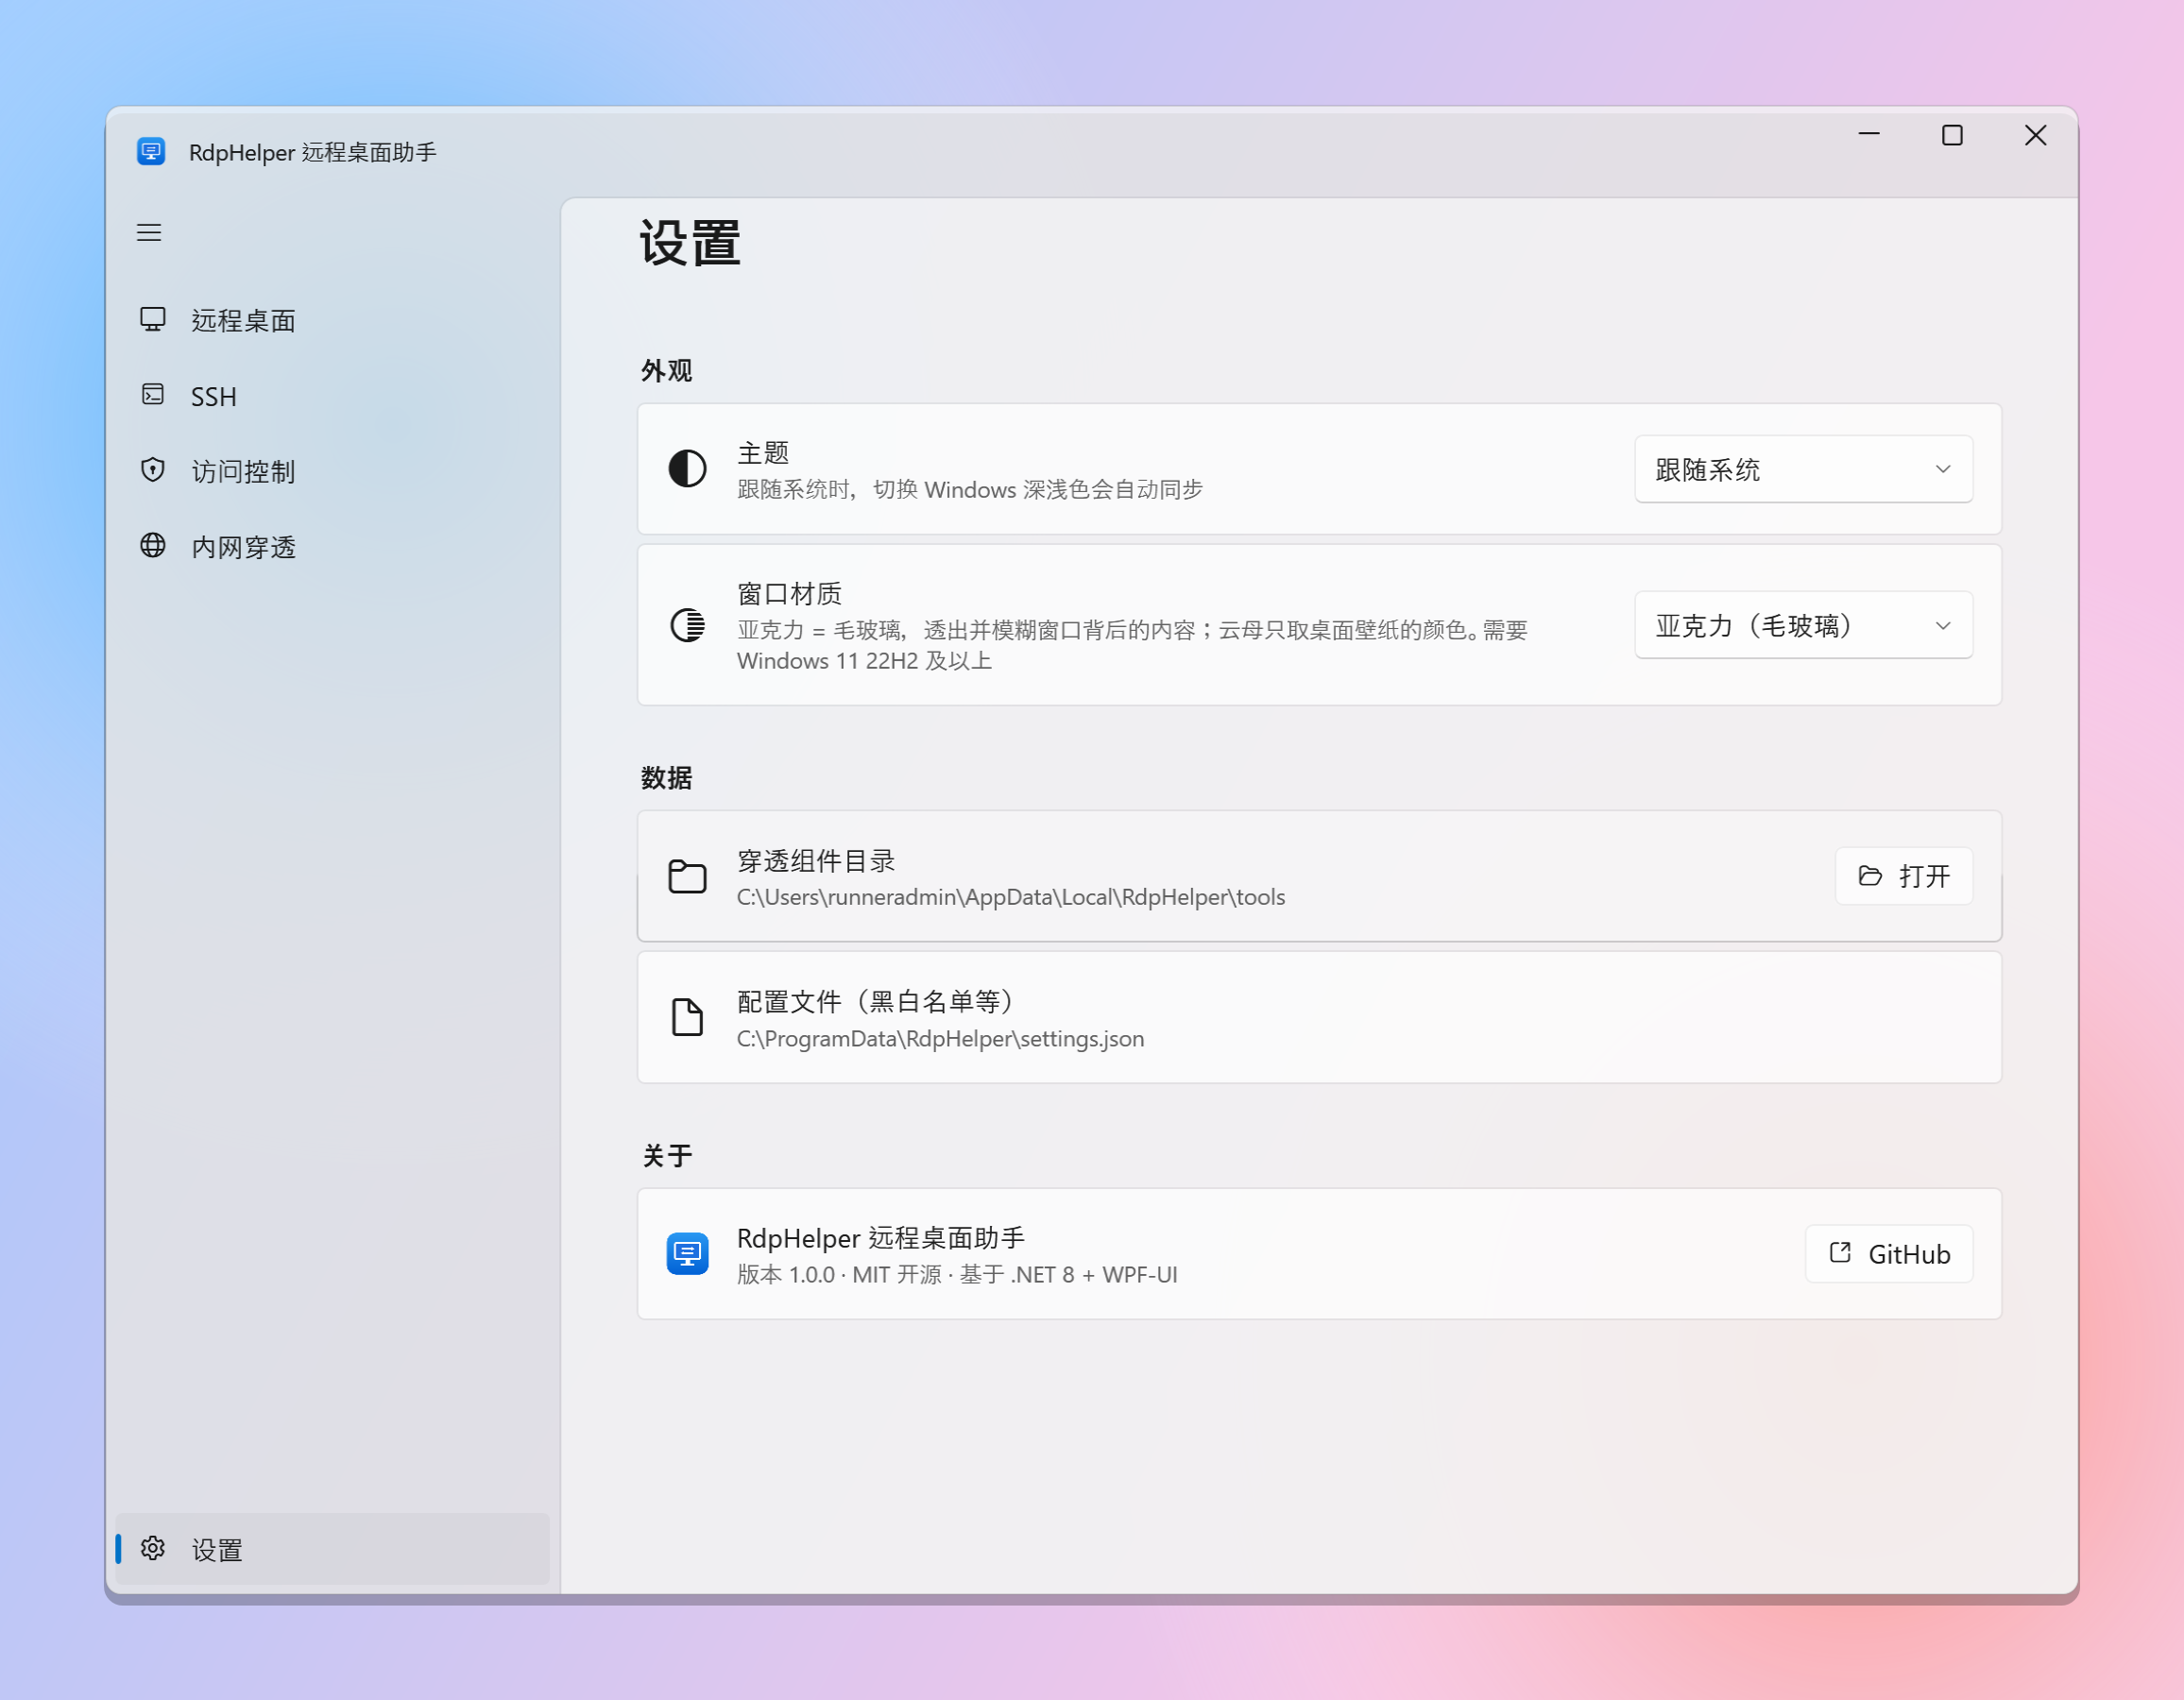 RdpHelper 远程桌面助手
设置
远程桌面
SSH
访问控制
内网穿透
外观
主题
跟随系统时，切换 Windows 深浅色会自动同步
跟随系统
窗口材质
亚克力 = 毛玻璃，透出并模糊窗口背后的内容；云母只取桌面壁纸的颜色。需要
Windows 11 22H2 及以上
亚克力（毛玻璃）
数据
穿透组件目录
C:\Users\runneradmin\AppData\Local\RdpHelper\tools
打开
配置文件（黑白名单等）
C:\ProgramData\RdpHelper\settings.json
关于
RdpHelper 远程桌面助手
版本 1.0.0 · MIT 开源 · 基于 .NET 8 + WPF-UI
GitHub
设置